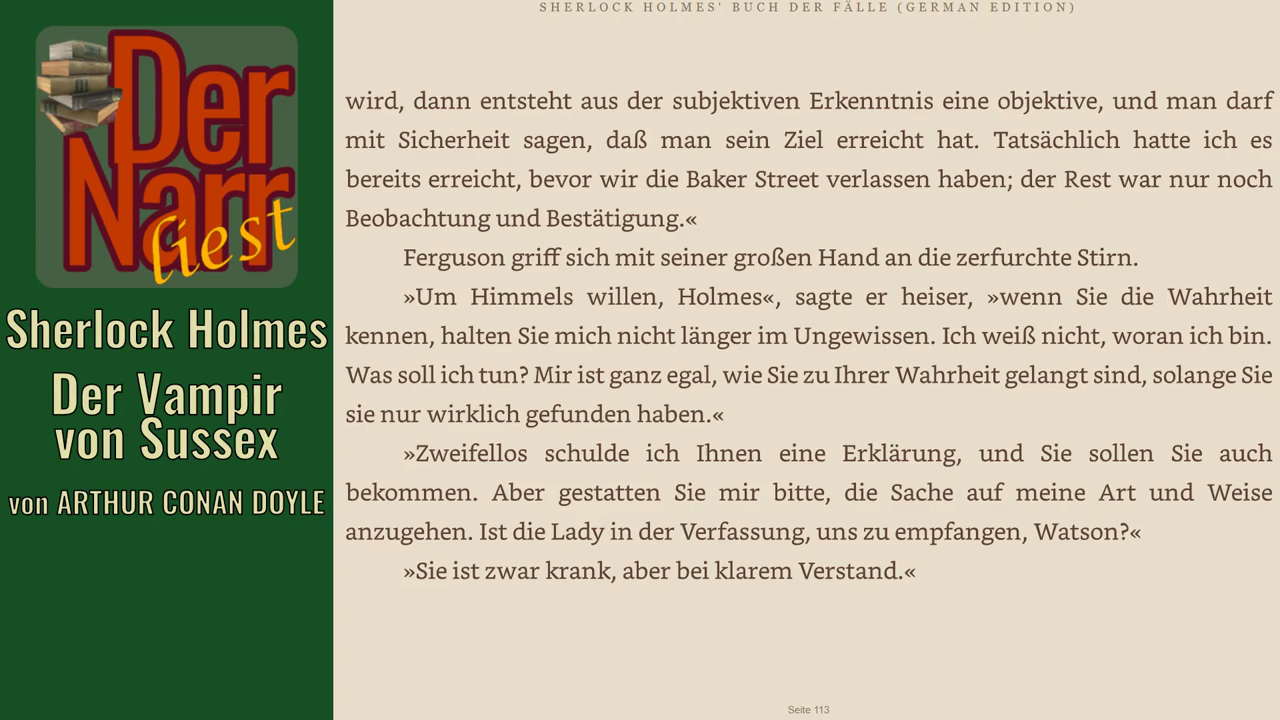 Der
Narr
liest
Sherlock Holmes
Der Vampir
von Sussex
von ARTHUR CONAN DOYLE
SHERLOCK HOLMES' BUCH DER FÄLLE (GERMAN EDITION)
wird, dann entsteht aus der subjektiven Erkenntnis eine objektive, und man darf
mit Sicherheit sagen, daß man sein Ziel erreicht hat. Tatsächlich hatte ich es
bereits erreicht, bevor wir die Baker Street verlassen haben; der Rest war nur noch
Beobachtung und Bestätigung.«
Ferguson griff sich mit seiner großen Hand an die zerfurchte Stirn.
»Um Himmels willen, Holmes«, sagte er heiser, »wenn Sie die Wahrheit
kennen, halten Sie mich nicht länger im Ungewissen. Ich weiß nicht, woran ich bin.
Was soll ich tun? Mir ist ganz egal, wie Sie zu Ihrer Wahrheit gelangt sind, solange Sie
sie nur wirklich gefunden haben.«
»Zweifellos schulde ich Ihnen eine Erklärung, und Sie sollen Sie auch
bekommen. Aber gestatten Sie mir bitte, die Sache auf meine Art und Weise
anzugehen. Ist die Lady in der Verfassung, uns zu empfangen, Watson?«
»Sie ist zwar krank, aber bei klarem Verstand.«
Seite 113